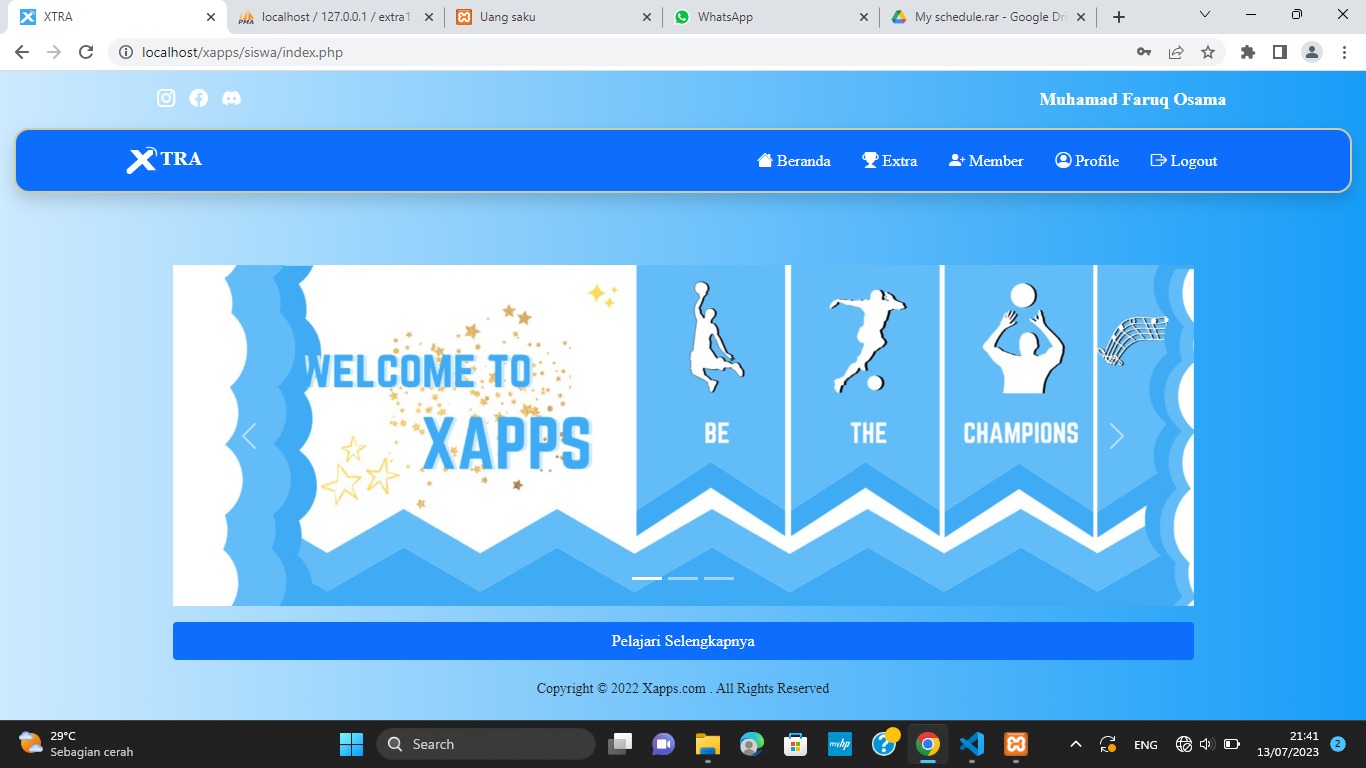 XTRA
localhost / 127.0.0.1 / extra1
Uang saku
WhatsApp
My schedule.rar - Google Dr
localhost/xapps/siswa/index.php
Muhamad Faruq Osama
XTRA
Beranda
Extra
Member
Profile
Logout
WELCOME TO
XAPPS
BE
THE
CHAMPIONS
Pelajari Selengkapnya
Copyright © 2022 Xapps.com . All Rights Reserved
29°C
Sebagian cerah
Search
myhp
ENG
21:41
13/07/2023
2